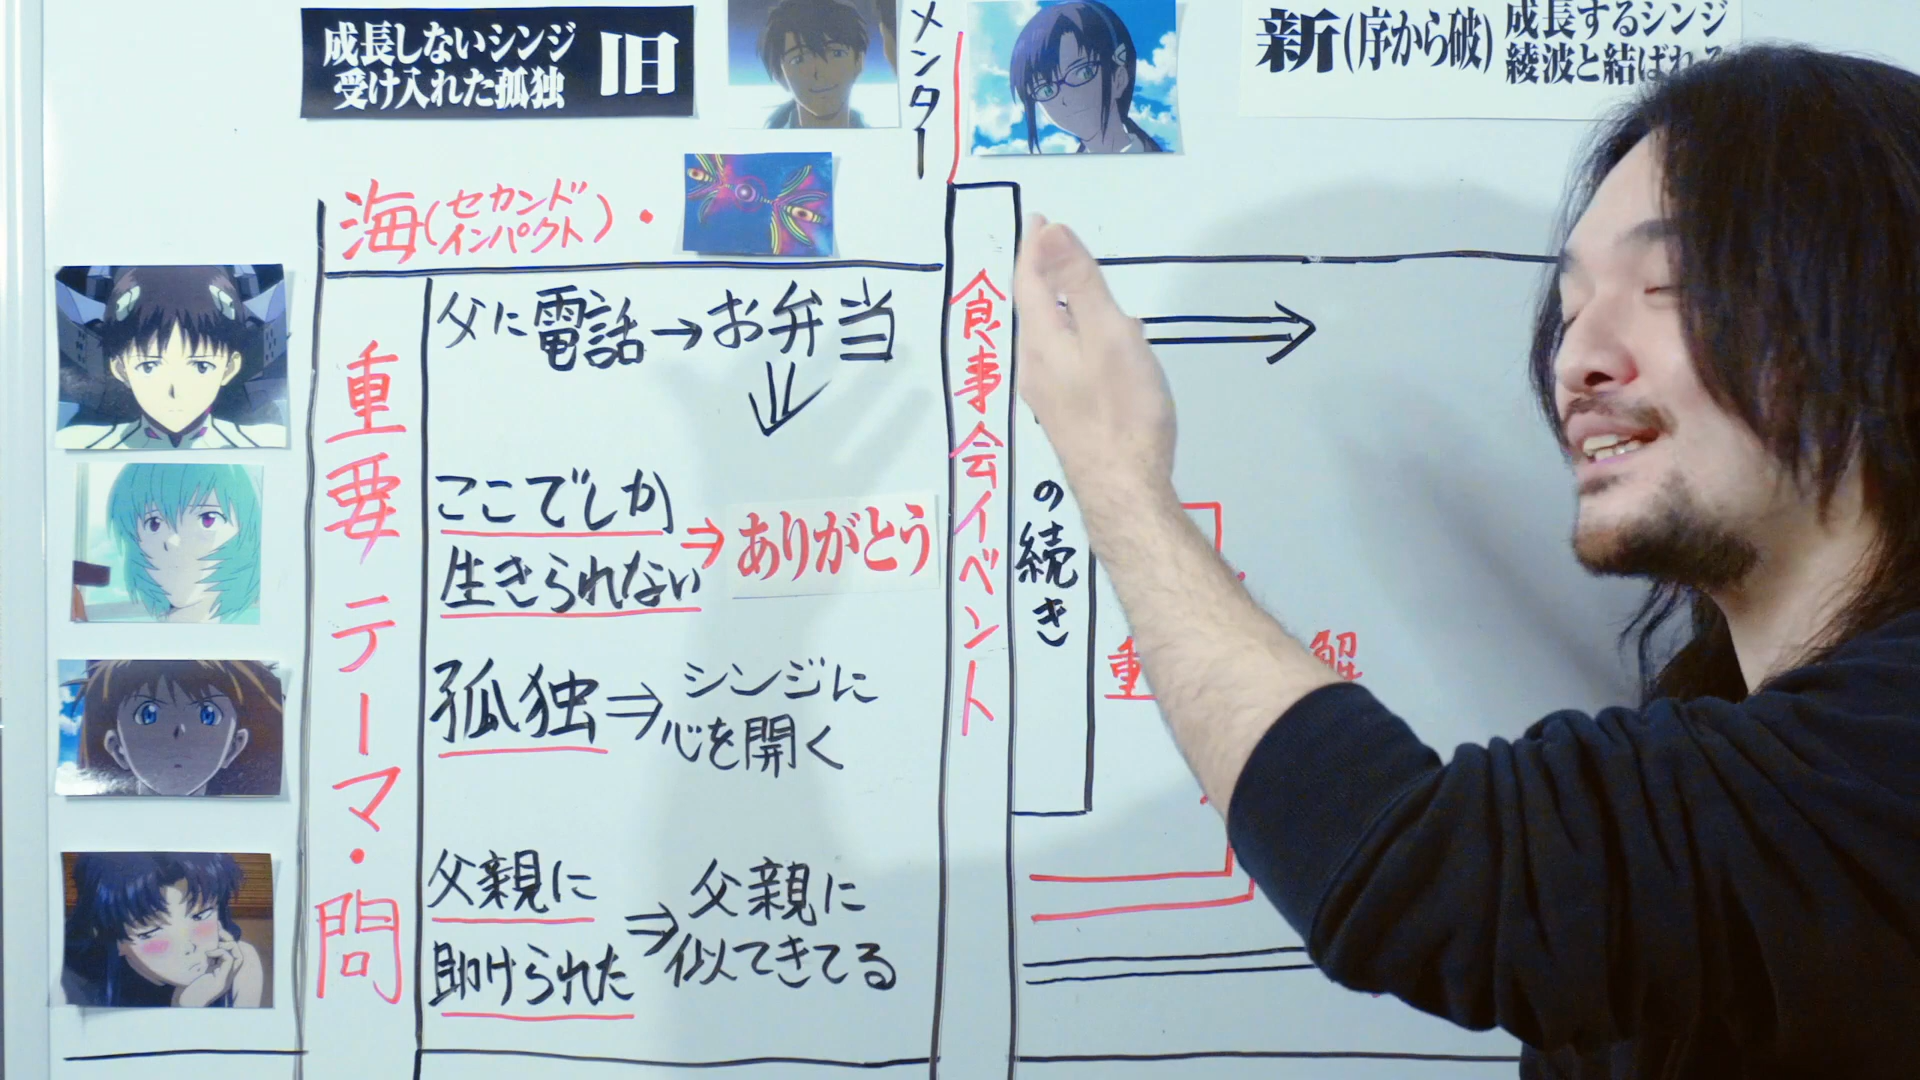 成長しないシンジ
受け入れた孤独
旧
メンター
新(序から破)
成長するシンジ
綾波と結ばれる
海(セカンドインパクト)・
重要テーマ・問
食事会イベント
父に電話→お弁当
ここでしか
生きられない
ありがとう
孤独⇒シンジに
心を開く
父親に
助けられた
父親に
似てきてる
の続き
重
解